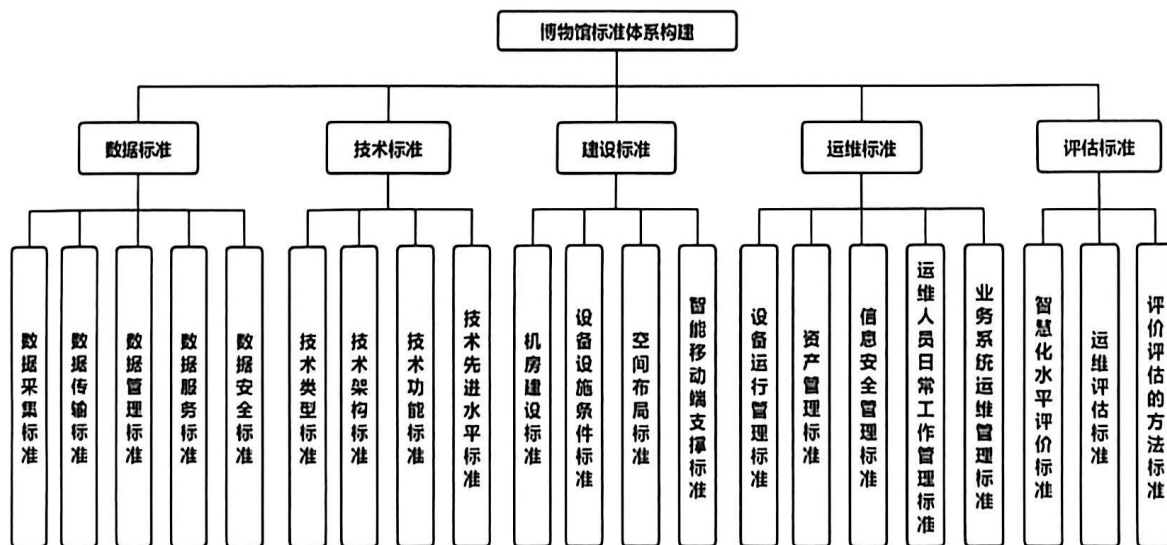 博物馆标准体系构建
数据标准
技术标准
建设标准
运维标准
评估标准
数据采集标准
数据传输标准
数据管理标准
数据服务标准
数据安全标准
技术类型标准
技术架构标准
技术功能标准
技术先进水平标准
机房建设标准
设备设施条件标准
空间布局标准
智能移动端支撑标准
设备运行管理标准
资产管理标准
信息安全管理标准
运维人员日常工作管理标准
业务系统运维管理标准
智慧化水平评价标准
运维评估标准
评价评估的方法标准